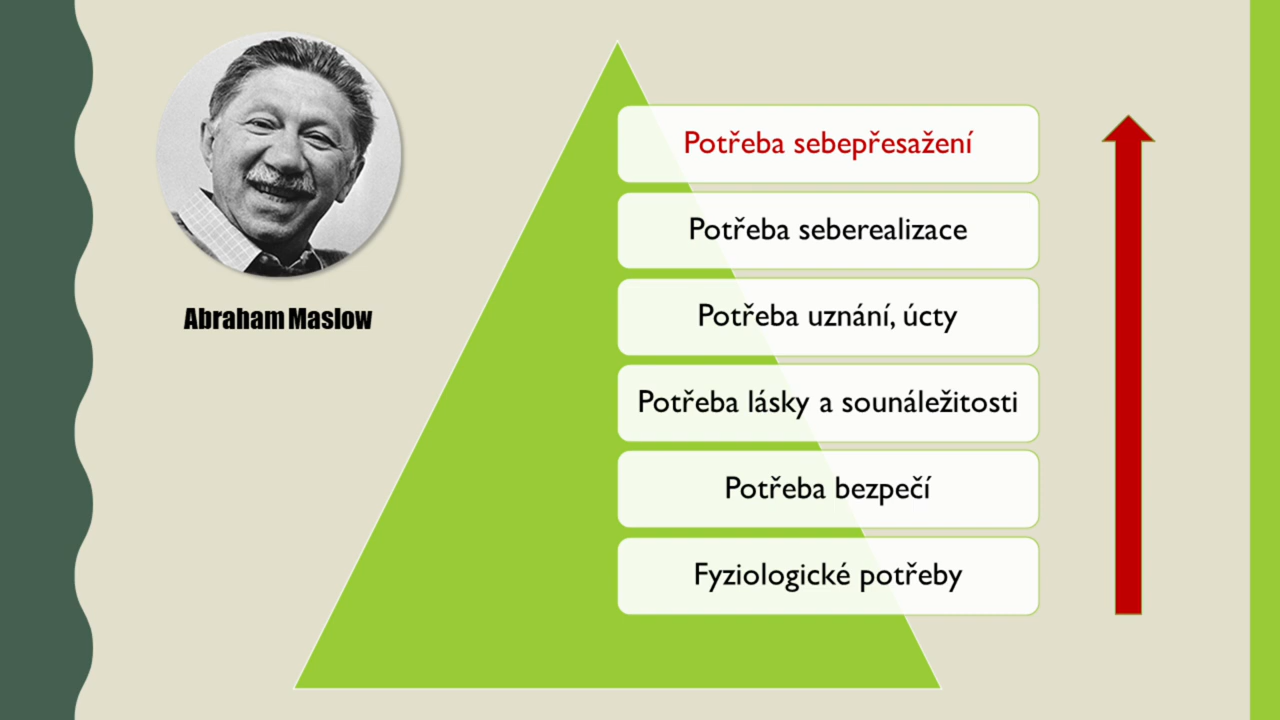 Abraham Maslow
Potřeba sebepřesažení
Potřeba seberealizace
Potřeba uznání, úcty
Potřeba lásky a sounáležitosti
Potřeba bezpečí
Fyziologické potřeby